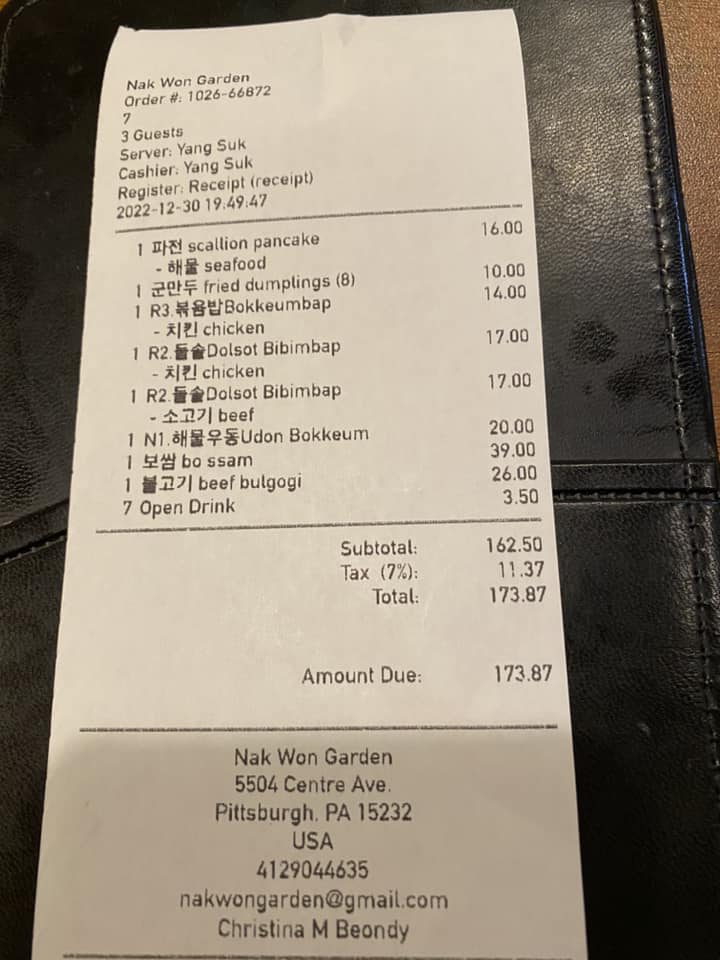 Nak Won Garden
Order #: 1026-66872
7
3 Guests
Server: Yang Suk
Cashier: Yang Suk
Register: Receipt (receipt)
2022-12-30 19:49:47
1 파전 scallion pancake 16.00
- 해물 seafood
1 군만두 fried dumplings (8) 10.00
1 R3.볶음밥Bokkeumbap 14.00
- 치킨 chicken
1 R2.돌솥Dolsot Bibimbap 17.00
- 치킨 chicken
1 R2.돌솥Dolsot Bibimbap 17.00
- 소고기 beef
1 N1.해물우동Udon Bokkeum 20.00
1 보쌈 bo ssam 39.00
1 불고기 beef bulgogi 26.00
7 Open Drink 3.50
Subtotal: 162.50
Tax (7%): 11.37
Total: 173.87
Amount Due: 173.87
Nak Won Garden
5504 Centre Ave.
Pittsburgh, PA 15232
USA
4129044635
nakwongarden@gmail.com
Christina M Beondy